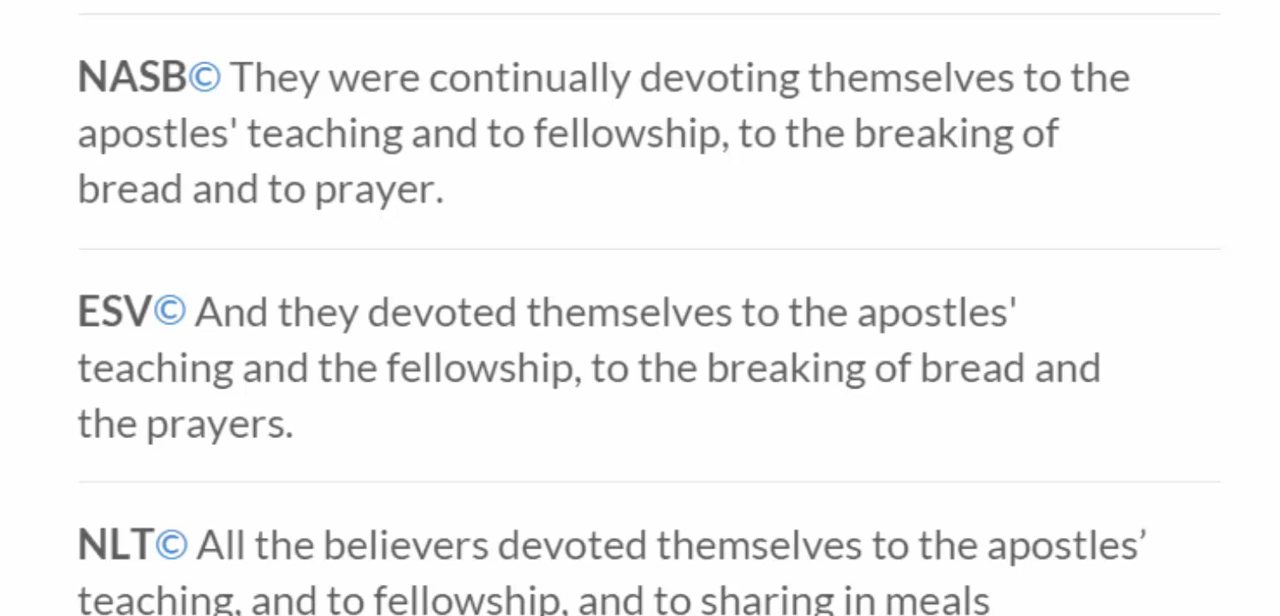 NASB© They were continually devoting themselves to the
apostles' teaching and to fellowship, to the breaking of
bread and to prayer.
ESV© And they devoted themselves to the apostles'
teaching and the fellowship, to the breaking of bread and
the prayers.
NLT© All the believers devoted themselves to the apostles’
teaching, and to fellowship, and to sharing in meals